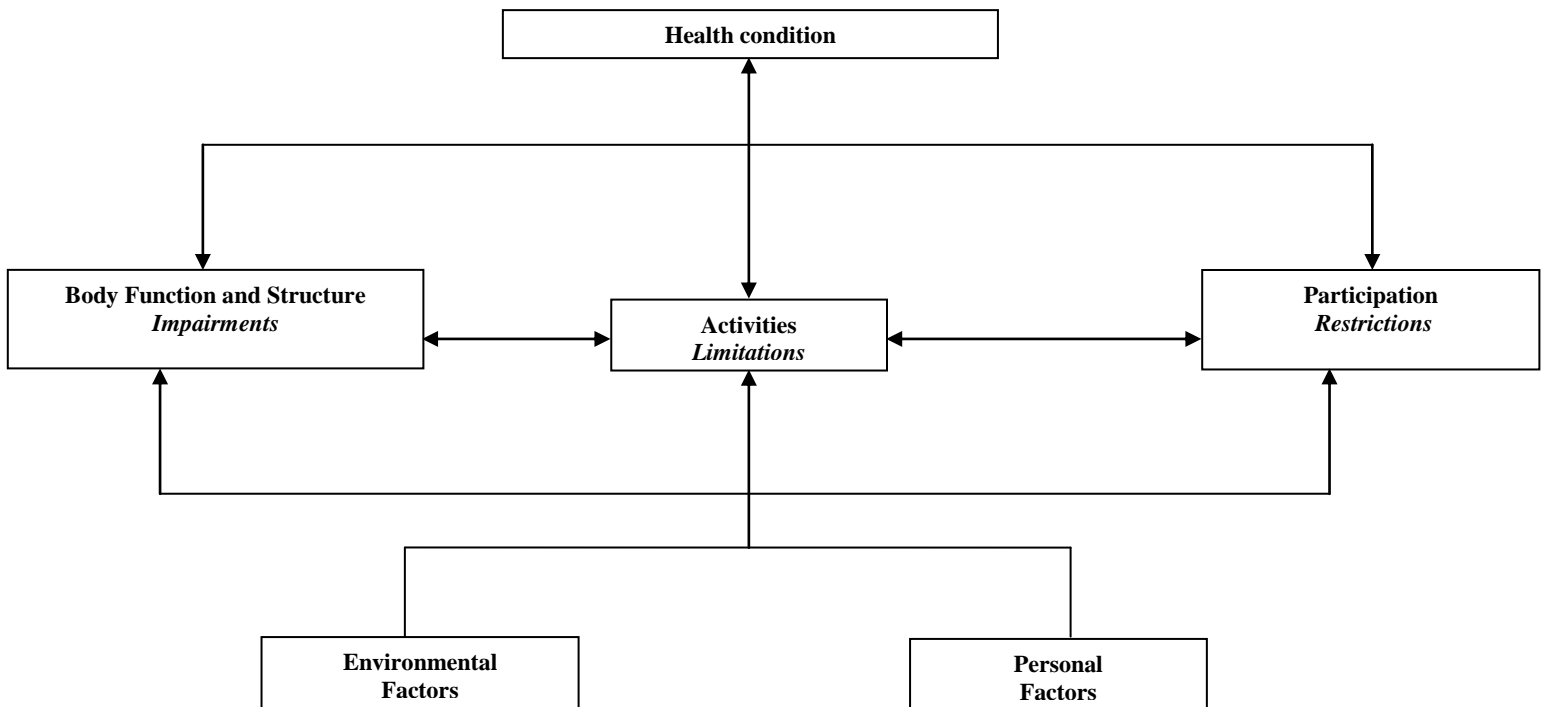 Health condition
Body Function and Structure
Impairments
Activities
Limitations
Participation
Restrictions
Environmental
Factors
Personal
Factors